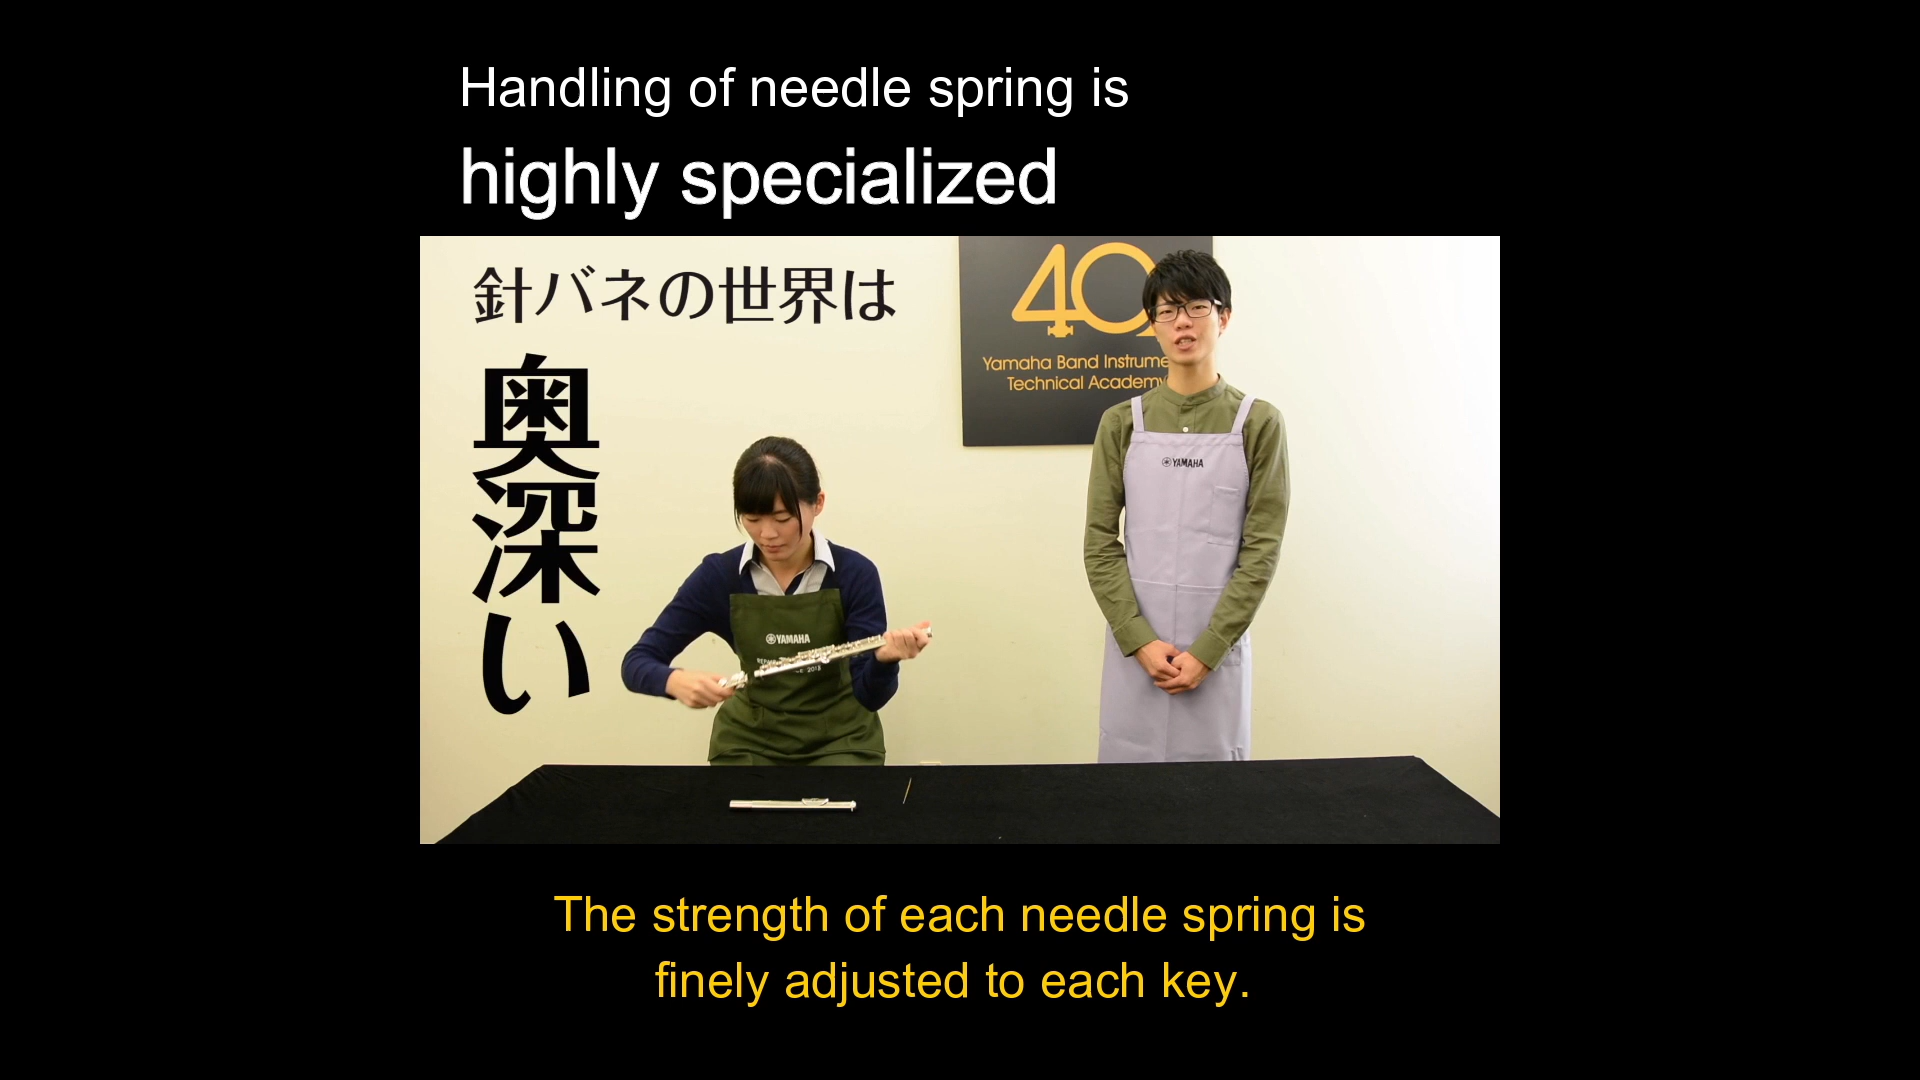 Handling of needle spring is
highly specialized
針バネの世界は
奥深い
40
Yamaha Band Instrume
Technical Academy
YAMAHA
YAMAHA
2018
The strength of each needle spring is
finely adjusted to each key.